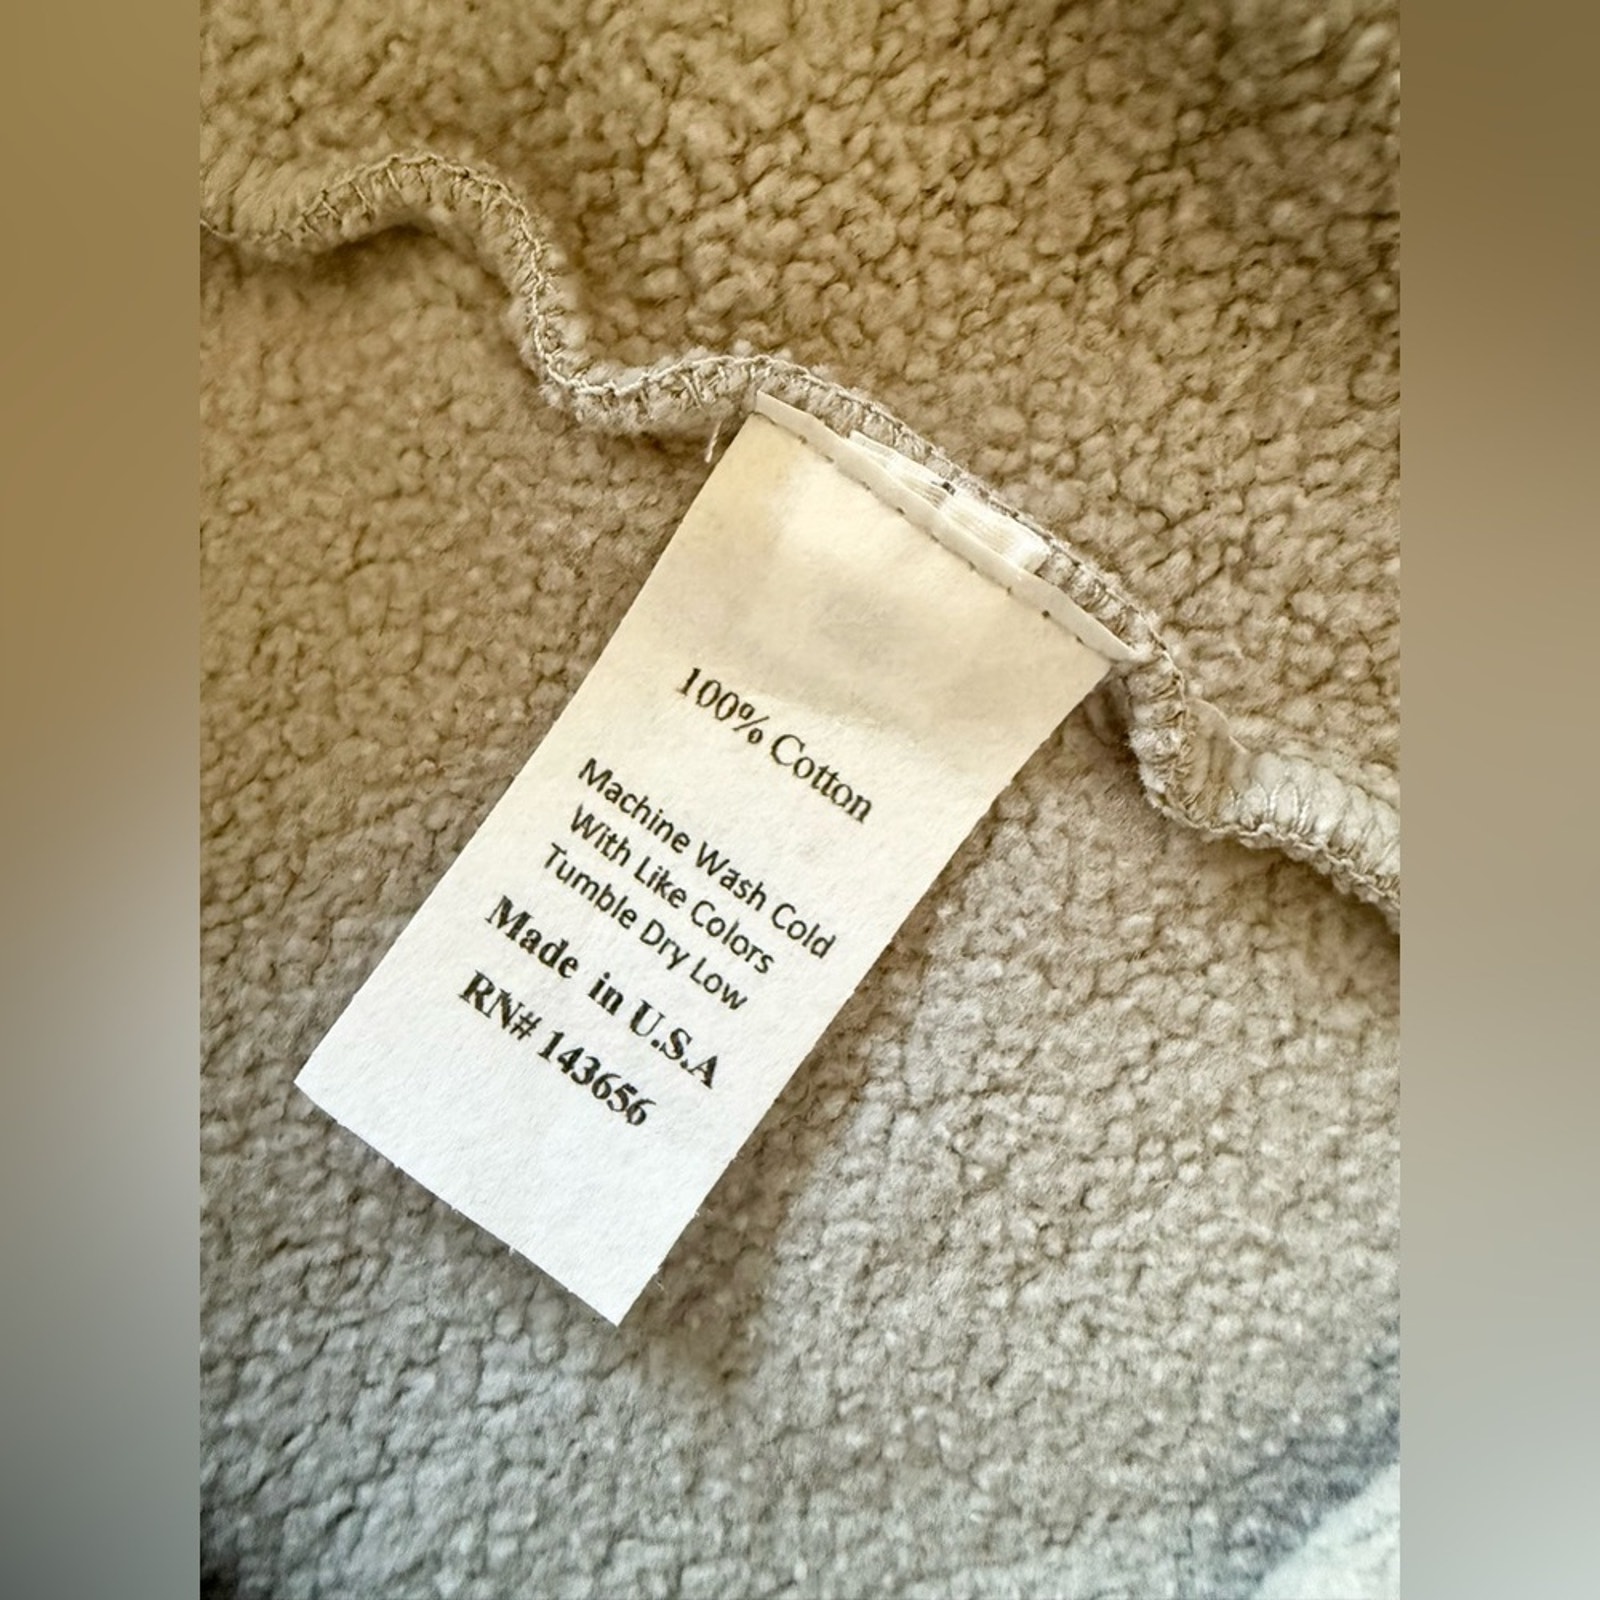 100% Cotton
Machine Wash Cold
With Like Colors
Tumble Dry Low
Made in U.S.A
RN# 143656